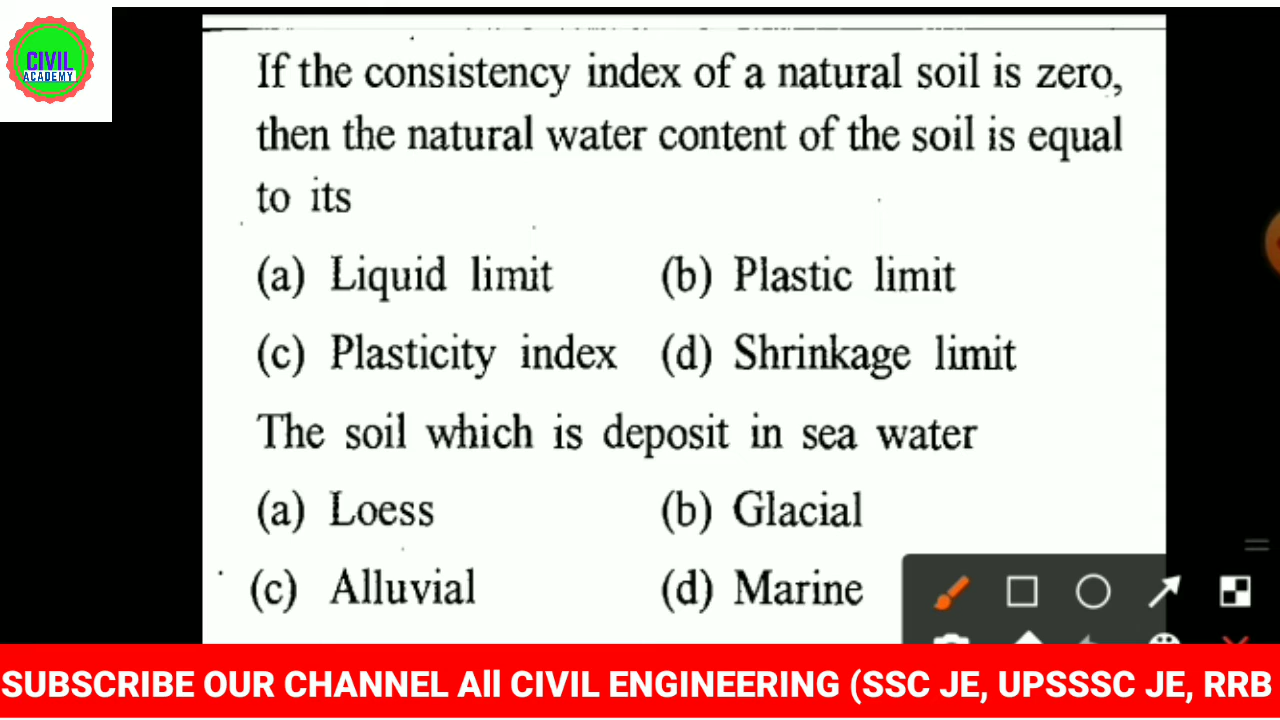 CIVIL
ACADEMY
If the consistency index of a natural soil is zero,
then the natural water content of the soil is equal
to its
(a) Liquid limit (b) Plastic limit
(c) Plasticity index (d) Shrinkage limit
The soil which is deposit in sea water
(a) Loess (b) Glacial
(c) Alluvial (d) Marine
SUBSCRIBE OUR CHANNEL All CIVIL ENGINEERING (SSC JE, UPSSSC JE, RRB